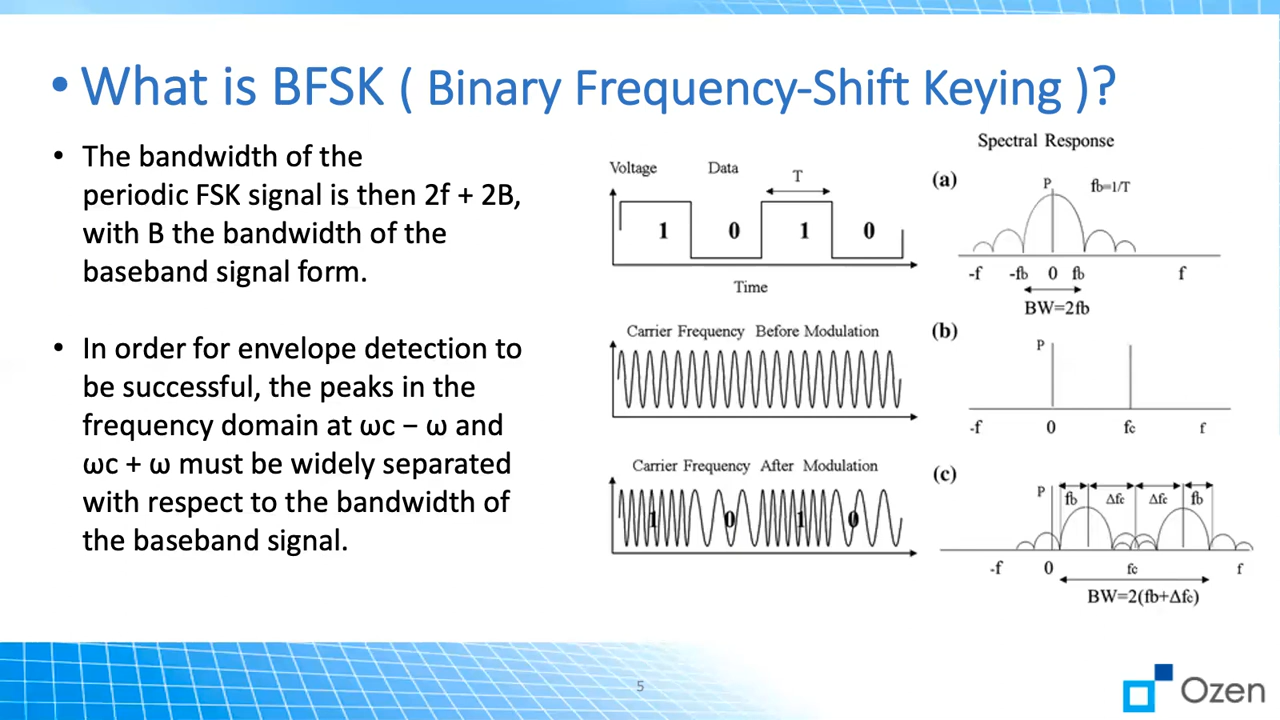 • What is BFSK ( Binary Frequency-Shift Keying )?
• The bandwidth of the
periodic FSK signal is then 2f + 2B,
with B the bandwidth of the
baseband signal form.
• In order for envelope detection to
be successful, the peaks in the
frequency domain at ωc − ω and
ωc + ω must be widely separated
with respect to the bandwidth of
the baseband signal.
Voltage Data T
1 0 1 0
Time
Carrier Frequency Before Modulation
Carrier Frequency After Modulation
1 0 1 0
Spectral Response
(a) P fb=1/T
-f -fb 0 fb f
BW=2fb
(b)
P
-f 0 fc f
(c)
P fb Δfc Δfc fb
-f 0 fc f
BW=2(fb+Δfc)
5
Ozen